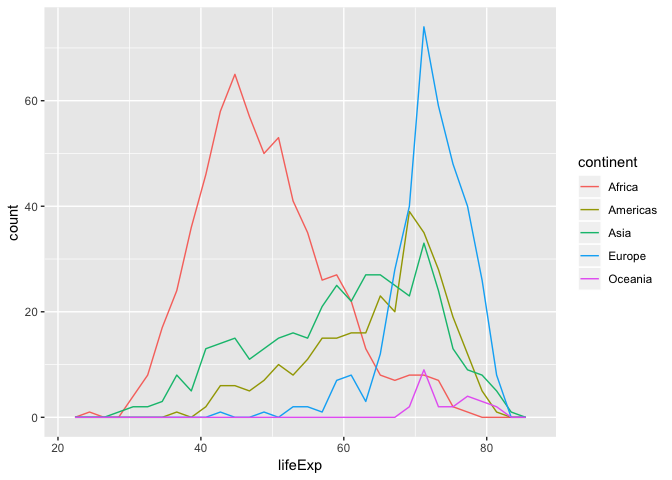 60
40
20
0
count
20 40 60 80
lifeExp
continent
Africa
Americas
Asia
Europe
Oceania